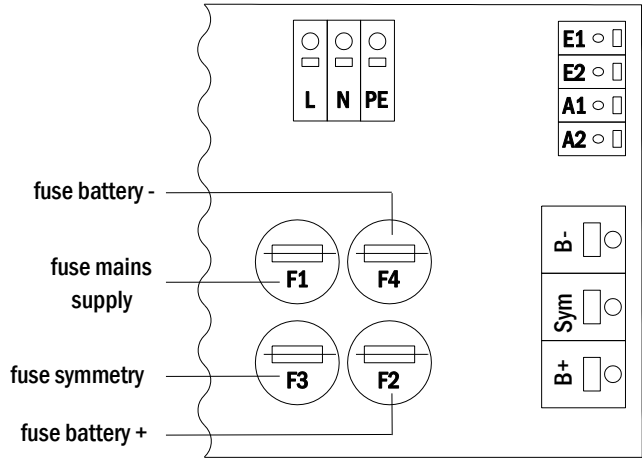 L N PE
E1
E2
A1
A2
fuse battery -
fuse mains
supply
F1 F4
fuse symmetry
F3 F2
fuse battery +
B-
Sym
B+